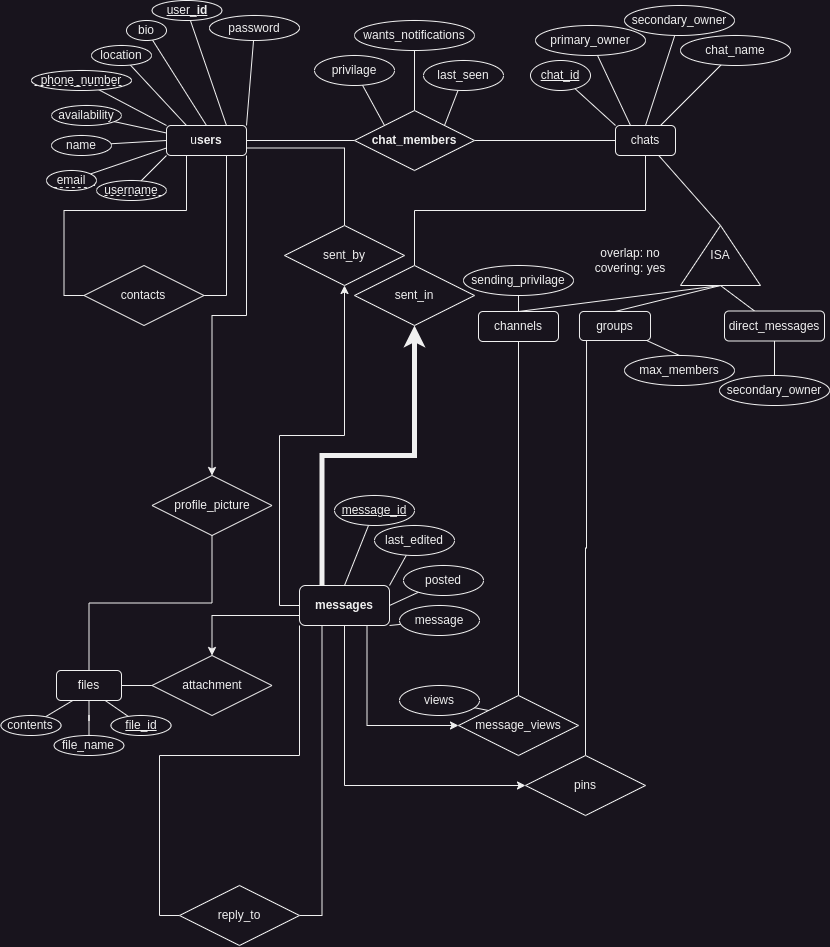 user_id
secondary_owner
bio
password
wants_notifications
primary_owner
chat_name
location
privilage
last_seen
chat_id
phone_number
availability
name
users
chat_members
chats
email
username
sent_by
overlap: no
covering: yes
ISA
sending_privilage
contacts
sent_in
channels
groups
direct_messages
max_members
secondary_owner
profile_picture
message_id
last_edited
posted
messages
message
files
attachment
views
contents
file_name
file_id
message_views
pins
reply_to